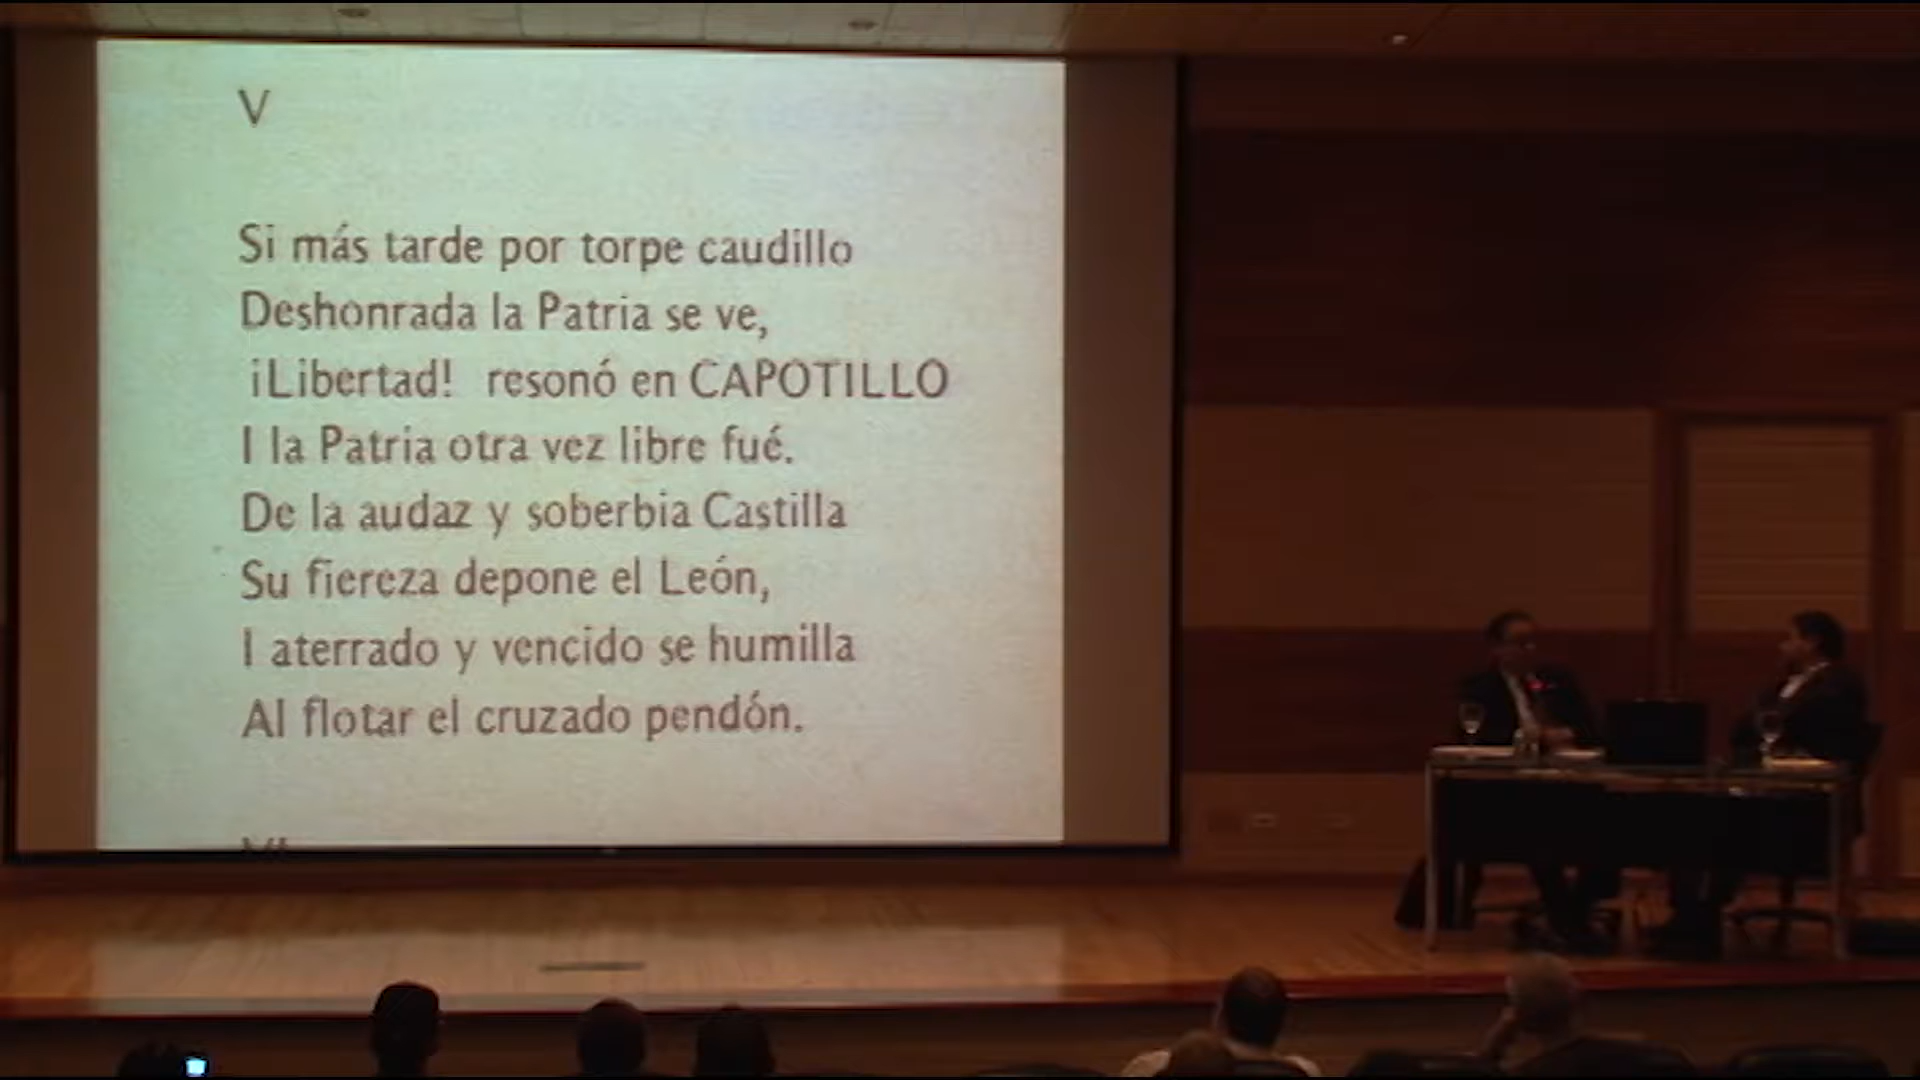 V
Si más tarde por torpe caudillo
Deshonrada la Patria se ve,
¡Libertad! resonó en CAPOTILLO
I la Patria otra vez libre fué.
De la audaz y soberbia Castilla
Su fiereza depone el León,
I aterrado y vencido se humilla
Al flotar el cruzado pendón.